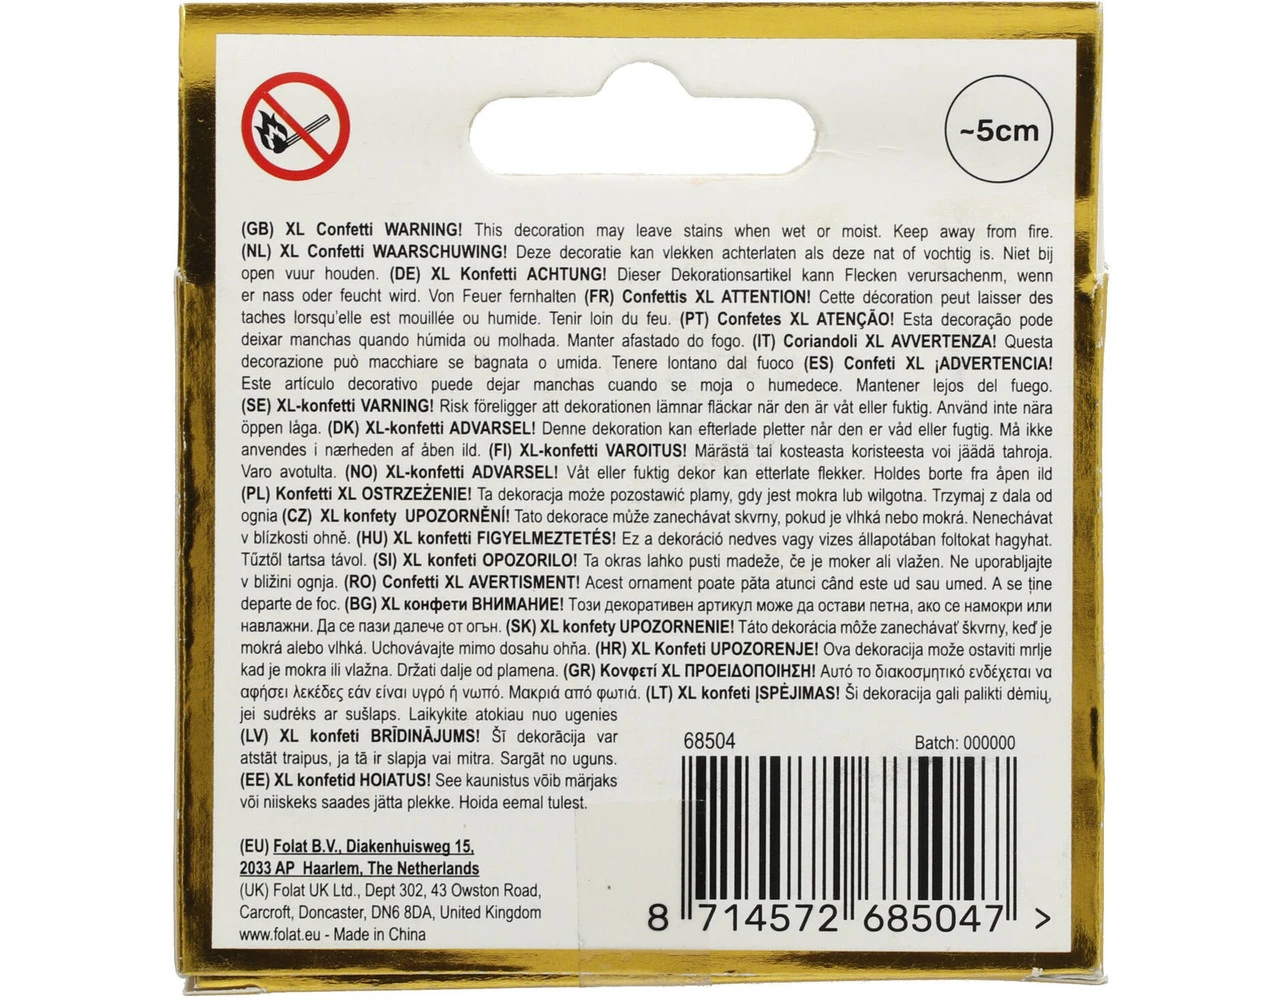 ~5cm
(GB) XL Confetti WARNING! This decoration may leave stains when wet or moist. Keep away from fire.
(NL) XL Confetti WAARSCHUWING! Deze decoratie kan vlekken achterlaten als deze nat of vochtig is. Niet bij
open vuur houden. (DE) XL Konfetti ACHTUNG! Dieser Dekorationsartikel kann Flecken verursachenm, wenn
er nass oder feucht wird. Von Feuer fernhalten (FR) Confettis XL ATTENTION! Cette décoration peut laisser des
taches lorsqu'elle est mouillée ou humide. Tenir loin du feu. (PT) Confetes XL ATENÇÃO! Esta decoração pode
deixar manchas quando húmida ou molhada. Manter afastado do fogo. (IT) Coriandoli XL AVVERTENZA! Questa
decorazione può macchiare se bagnata o umida. Tenere lontano dal fuoco (ES) Confeti XL ¡ADVERTENCIA!
Este artículo decorativo puede dejar manchas cuando se moja o humedece. Mantener lejos del fuego.
(SE) XL-konfetti VARNING! Risk föreligger att dekorationen lämnar fläckar när den är våt eller fuktig. Använd inte nära
öppen låga. (DK) XL-konfetti ADVARSEL! Denne dekoration kan efterlade pletter når den er våd eller fugtig. Må ikke
anvendes i nærheden af åben ild. (FI) XL-konfetti VAROITUS! Märästä tai kosteasta koristeesta voi jäädä tahroja.
Varo avotulta. (NO) XL-konfetti ADVARSEL! Våt eller fuktig dekor kan etterlate flekker. Holdes borte fra åpen ild
(PL) Konfetti XL OSTRZEŻENIE! Ta dekoracja może pozostawić plamy, gdy jest mokra lub wilgotna. Trzymaj z dala od
ognia (CZ) XL konfety UPOZORNĚNÍ! Tato dekorace může zanechávat skvrny, pokud je vlhká nebo mokrá. Nenechávat
v blízkosti ohně. (HU) XL konfetti FIGYELMEZTETÉS! Ez a dekoráció nedves vagy vizes állapotában foltokat hagyhat.
Tűztől tartsa távol. (SI) XL konfeti OPOZORILO! Ta okras lahko pusti madeže, če je moker ali vlažen. Ne uporabljajte
v bližini ognja. (RO) Confetti XL AVERTISMENT! Acest ornament poate păta atunci când este ud sau umed. A se ține
departe de foc. (BG) XL конфети ВНИМАНИЕ! Този декоративен артикул може да остави петна, ако се намокри или
навлажни. Да се пази далече от огън. (SK) XL konfety UPOZORNENIE! Táto dekorácia môže zanechávať škvrny, keď je
mokrá alebo vlhká. Uchovávajte mimo dosahu ohňa. (HR) XL Konfeti UPOZORENJE! Ova dekoracija može ostaviti mrlje
kad je mokra ili vlažna. Držati dalje od plamena. (GR) Κονφετί XL ΠΡΟΕΙΔΟΠΟΙΗΣΗ! Αυτό το διακοσμητικό ενδέχεται να
αφήσει λεκέδες εάν είναι υγρό ή νωπό. Μακριά από φωτιά. (LT) XL konfeti ĮSPĖJIMAS! Ši dekoracija gali palikti dėmių,
jei sudrėks ar sušlaps. Laikykite atokiau nuo ugenies
(LV) XL konfeti BRĪDINĀJUMS! Šī dekorācija var
atstāt traipus, ja tā ir slapja vai mitra. Sargāt no uguns.
(EE) XL konfetid HOIATUS! See kaunistus võib märjaks
või niiskeks saades jätta plekke. Hoida eemal tulest.
68504 Batch: 000000
(EU) Folat B.V., Diakenhuisweg 15,
2033 AP Haarlem, The Netherlands
(UK) Folat UK Ltd., Dept 302, 43 Owston Road,
Carcroft, Doncaster, DN6 8DA, United Kingdom
www.folat.eu - Made in China
8 714572 685047 >